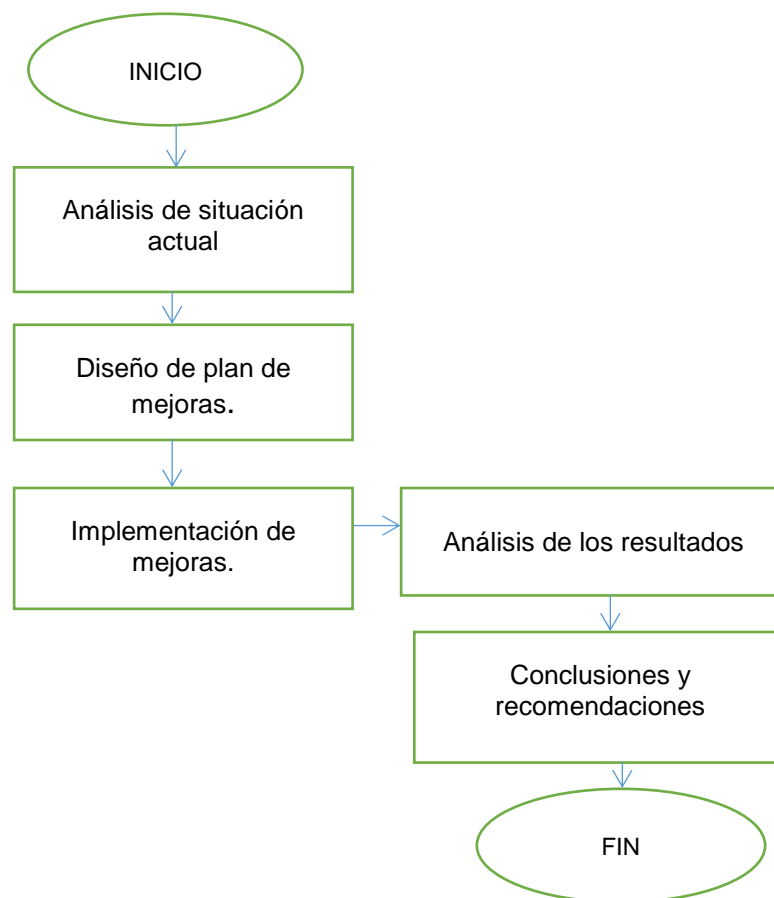 INICIO
Análisis de situación
actual
Diseño de plan de
mejoras.
Implementación de
mejoras.
Análisis de los resultados
Conclusiones y
recomendaciones
FIN